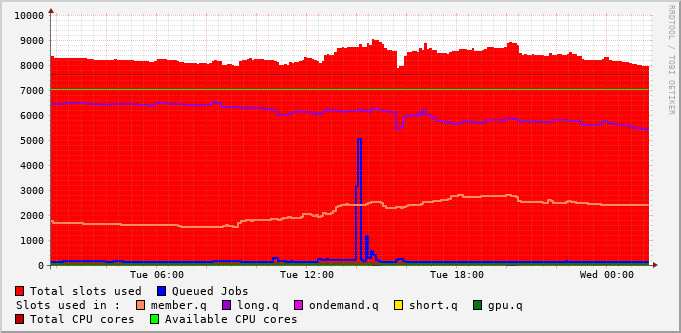 10000
9000
8000
7000
6000
5000
4000
3000
2000
1000
0
Tue 06:00 Tue 12:00 Tue 18:00 Wed 00:00
RRDTOOL / TOBI OETIKER
Total slots used Queued Jobs
Slots used in : member.q long.q ondemand.q short.q gpu.q
Total CPU cores Available CPU cores